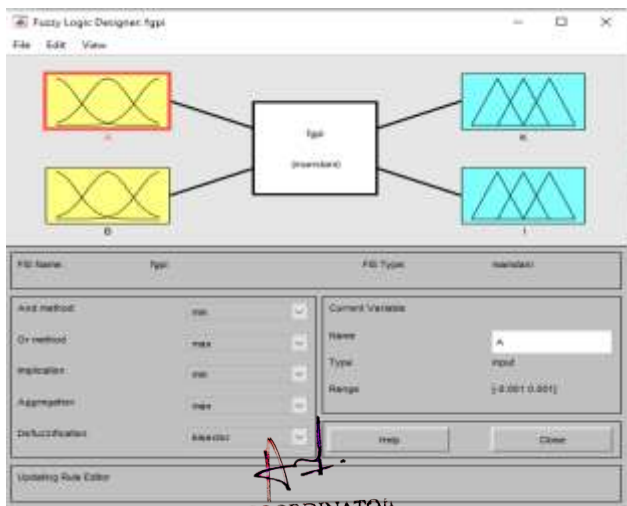 Fuzzy Logic Designer: fgpi
File Edit View
A
B
fgpi
(mamdani)
K
I
FIS Name: fgpi FIS Type: mamdani
And method min
Or method max
Implication min
Aggregation max
Defuzzification bisector
Current Variable
Name A
Type input
Range [-0.001 0.001]
Help Close
Updating Rule Editor